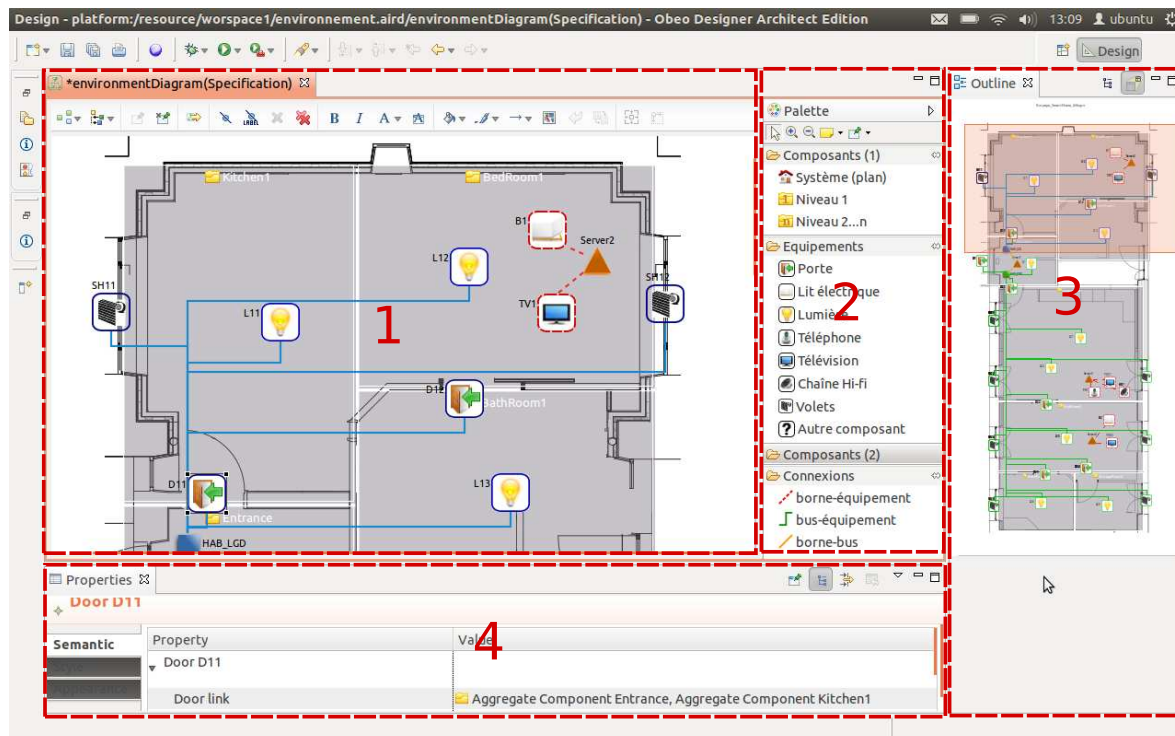 Design - platform:/resource/worspace1/environnement.aird/environmentDiagram(Specification) - Obeo Designer Architect Edition
13:09 ubuntu
Design
*environmentDiagram(Specification)
LABEL
B I A
Kitchen1
BedRoom1
B1
Server2
L12
SH11
SH12
TV1
L11
1
D12
BathRoom1
D11
L13
Entrance
HAB_LGD
Palette
Composants (1)
Système (plan)
Niveau 1
Niveau 2...n
Equipements
Porte
Lit électrique
2
Lumière
Téléphone
Télévision
Chaîne Hi-fi
Volets
Autre composant
Composants (2)
Connexions
borne-équipement
bus-équipement
borne-bus
Outline
3
Properties
Door D11
4
Semantic
Style
Appearance
Property
Value
Door D11
Door link
Aggregate Component Entrance, Aggregate Component Kitchen1